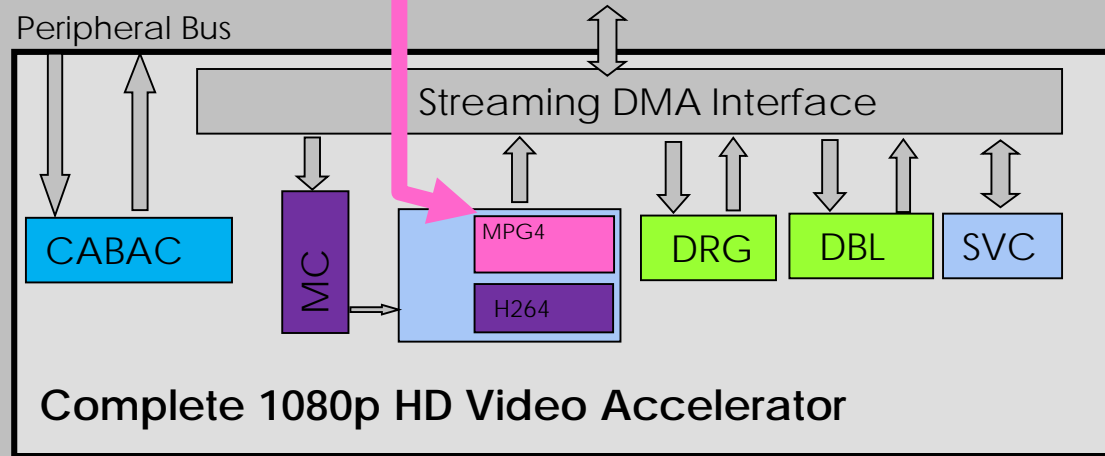 Peripheral Bus
Streaming DMA Interface
CABAC
MC
MPG4
H264
DRG
DBL
SVC
Complete 1080p HD Video Accelerator